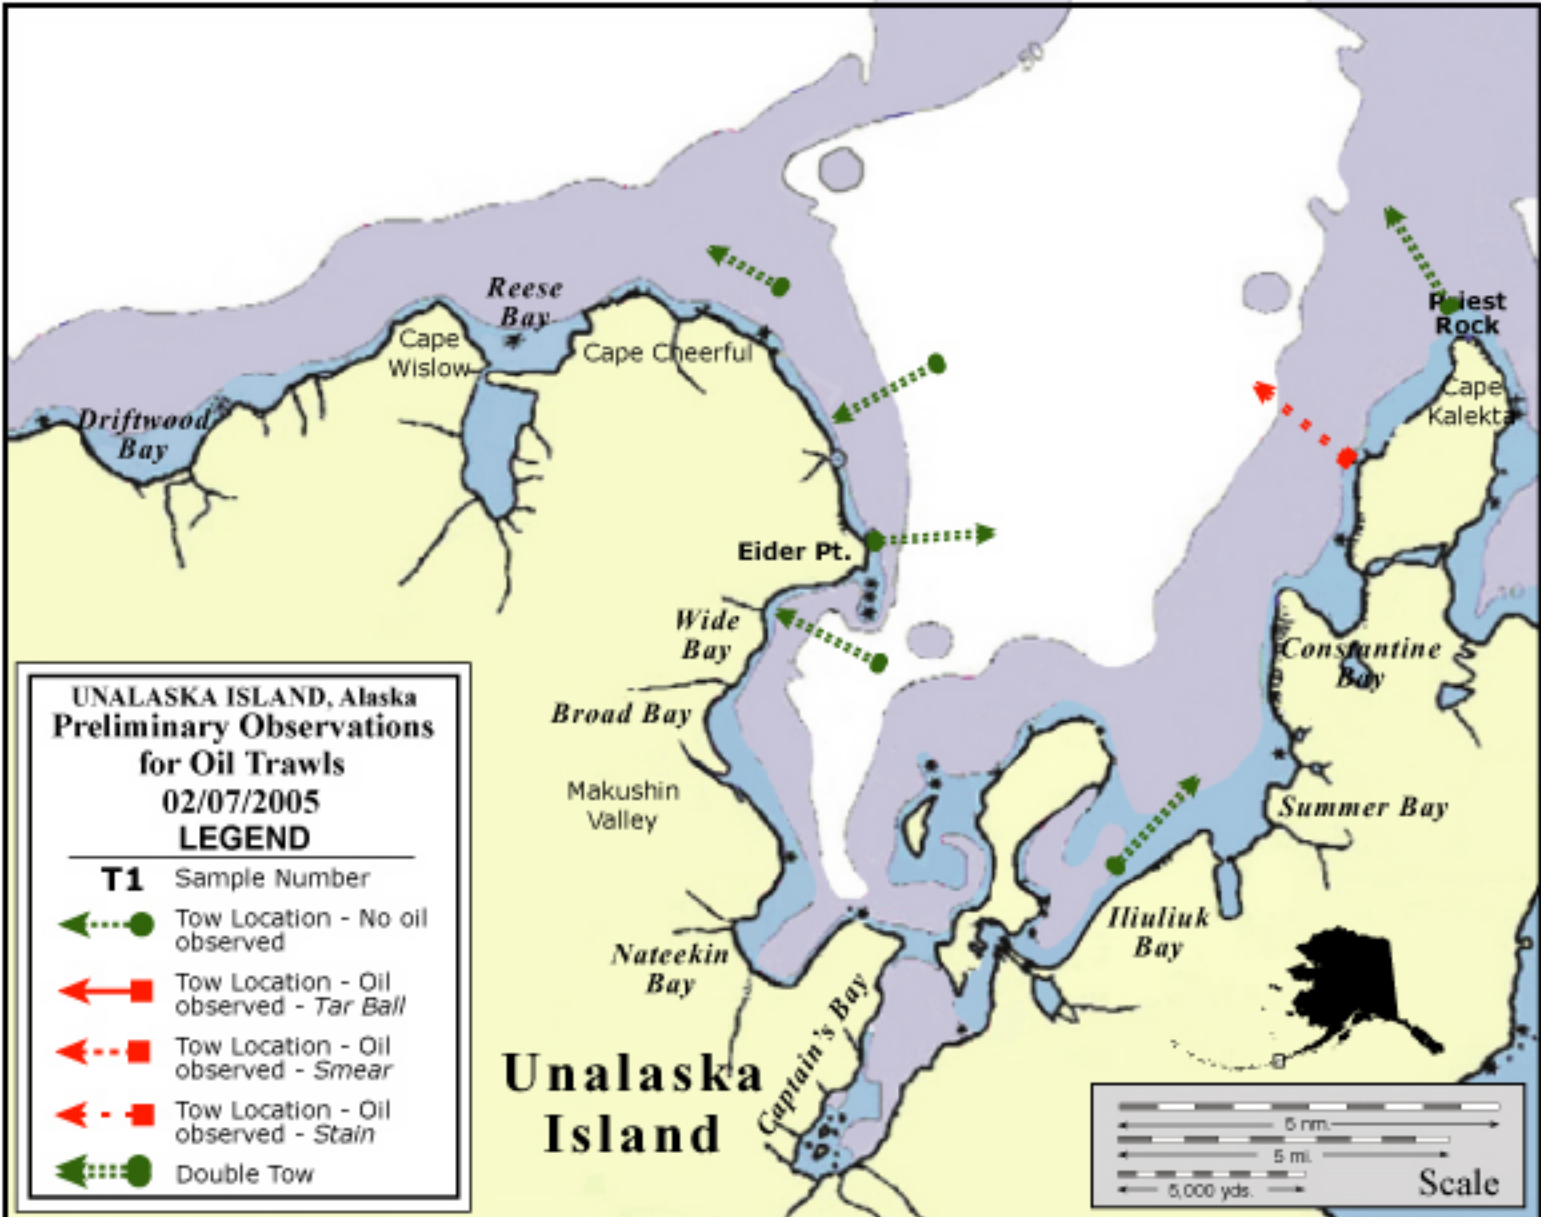 50
Reese
Bay
Cape
Wislow
Cape Cheerful
Driftwood
Bay
Priest
Rock
Cape
Kalekta
Eider Pt.
Wide
Bay
Broad Bay
Makushin
Valley
Constantine
Bay
Summer Bay
Iliuliuk
Bay
Nateekin
Bay
Captain's Bay
Unalaska
Island
UNALASKA ISLAND, Alaska
Preliminary Observations
for Oil Trawls
02/07/2005
LEGEND
T1 Sample Number
Tow Location - No oil
observed
Tow Location - Oil
observed - Tar Ball
Tow Location - Oil
observed - Smear
Tow Location - Oil
observed - Stain
Double Tow
5 nm.
5 mi.
5,000 yds.
Scale